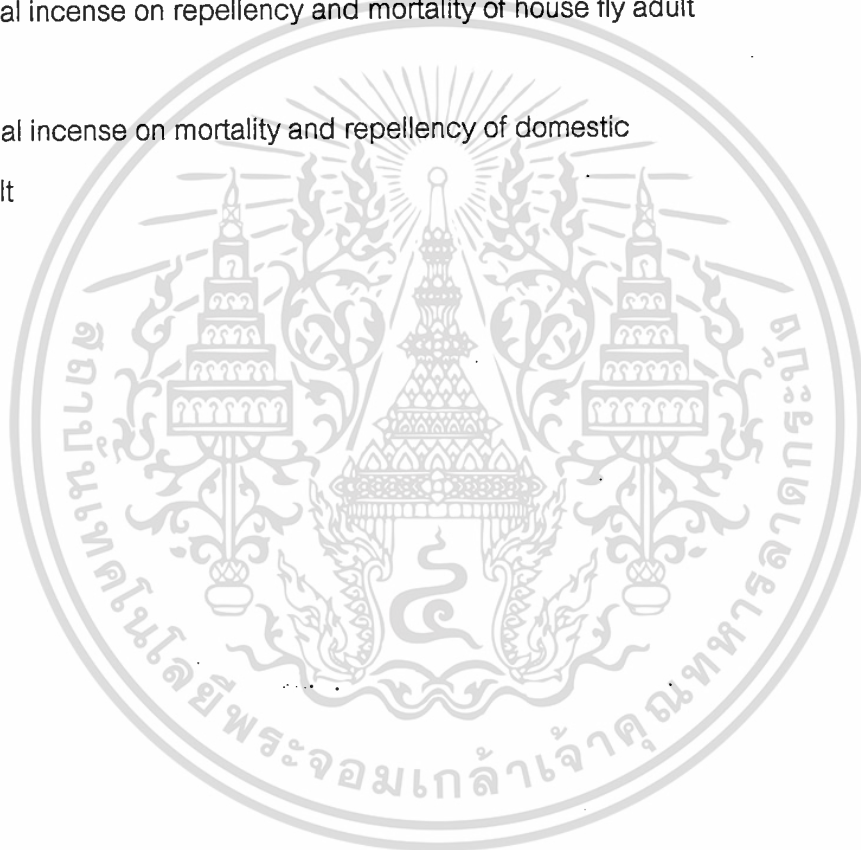 al incense on repellency and mortality of house fly adult
al incense on mortality and repellency of domestic
lt
๔
สถาบันเทคโนโลยีพระจอมเกล้าเจ้าคุณทหารลาดกระบัง